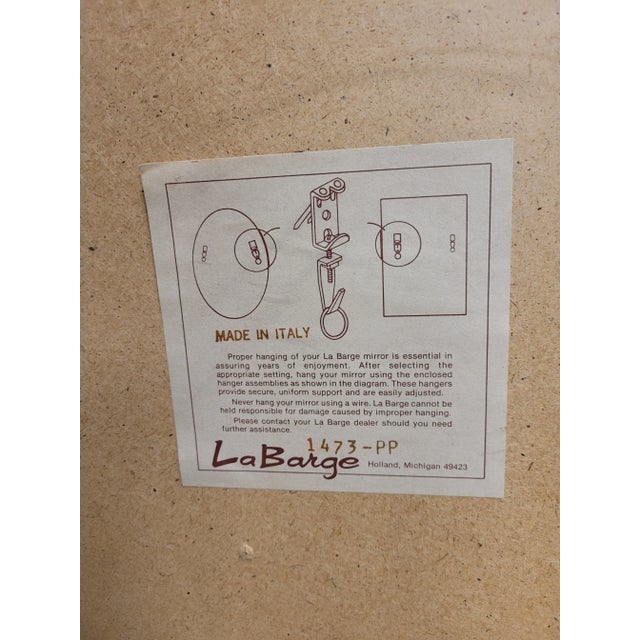 MADE IN ITALY
Proper hanging of your La Barge mirror is essential in
assuring years of enjoyment. After selecting the
appropriate setting, hang your mirror using the enclosed
hanger assemblies as shown in the diagram. These hangers
provide secure, uniform support and are easily adjusted.
Never hang your mirror using a wire. La Barge cannot be
held responsible for damage caused by improper hanging.
Please contact your La Barge dealer should you need
further assistance.
1473-PP
LaBarge Holland, Michigan 49423